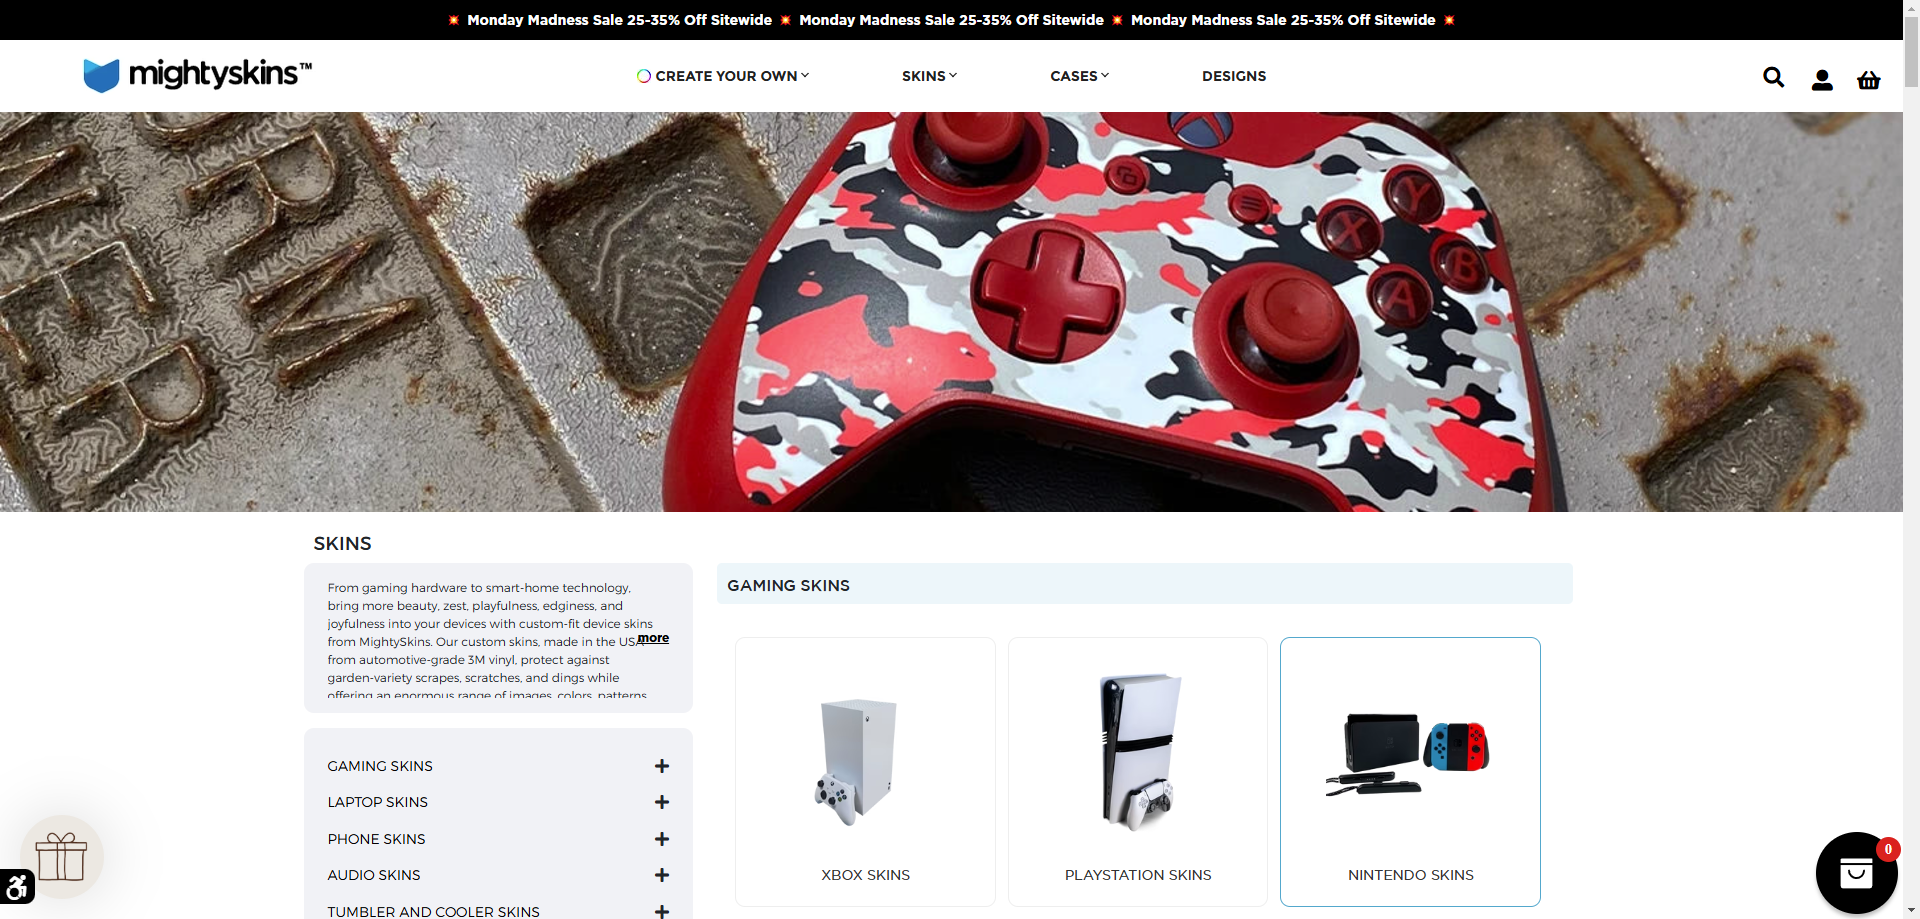 Monday Madness Sale 25-35% Off Sitewide Monday Madness Sale 25-35% Off Sitewide Monday Madness Sale 25-35% Off Sitewide
mightyskins™
CREATE YOUR OWN
SKINS
CASES
DESIGNS
Y
X
B
A
SKINS
From gaming hardware to smart-home technology,
bring more beauty, zest, playfulness, edginess, and
joyfulness into your devices with custom-fit device skins
from MightySkins. Our custom skins, made in the USA
more
from automotive-grade 3M vinyl, protect against
garden-variety scrapes, scratches, and dings while
offering an enormous range of images, colors, patterns
GAMING SKINS
LAPTOP SKINS
PHONE SKINS
AUDIO SKINS
TUMBLER AND COOLER SKINS
GAMING SKINS
XBOX SKINS
PLAYSTATION SKINS
NINTENDO SKINS
0